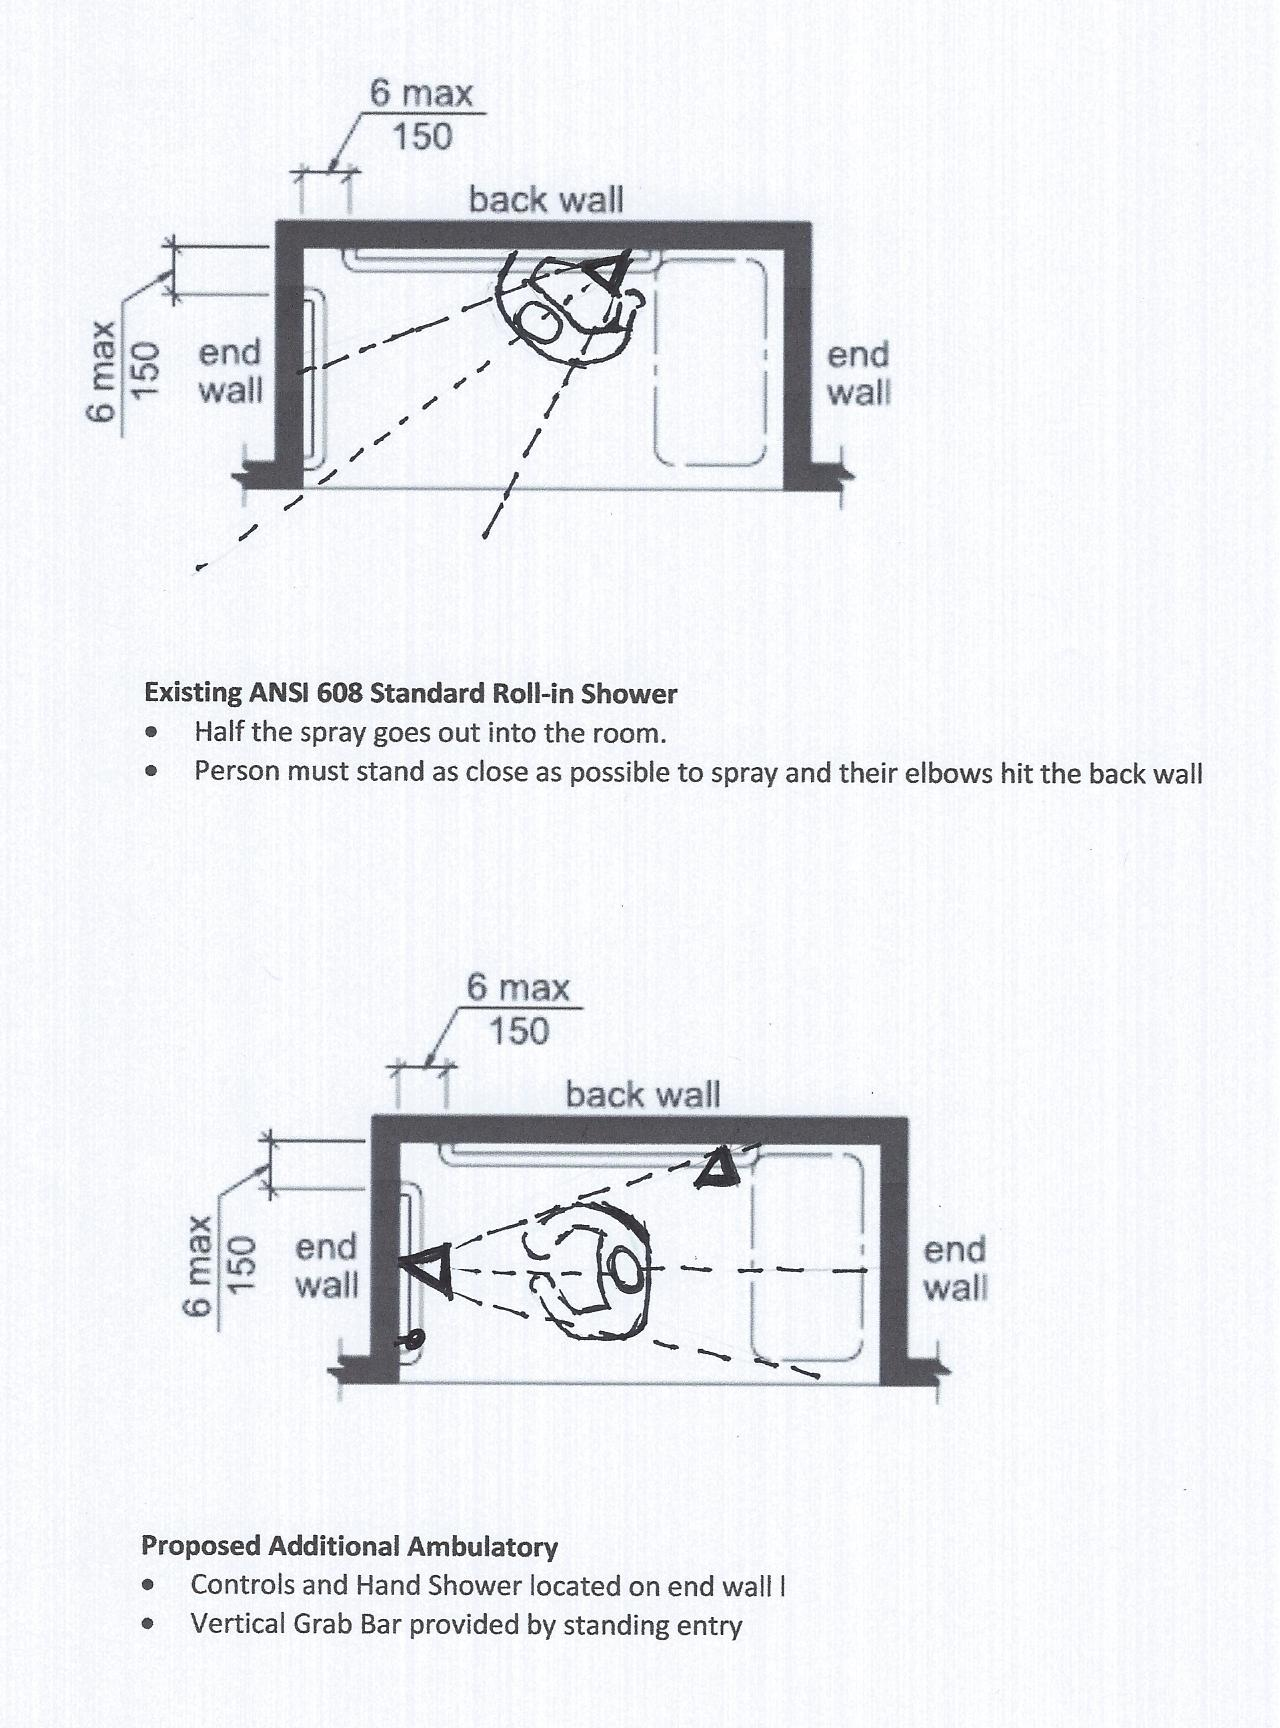 6 max
150
back wall
6 max
150
end
wall
end
wall
Existing ANSI 608 Standard Roll-in Shower
• Half the spray goes out into the room.
• Person must stand as close as possible to spray and their elbows hit the back wall
6 max
150
back wall
6 max
150
end
wall
end
wall
Proposed Additional Ambulatory
• Controls and Hand Shower located on end wall l
• Vertical Grab Bar provided by standing entry